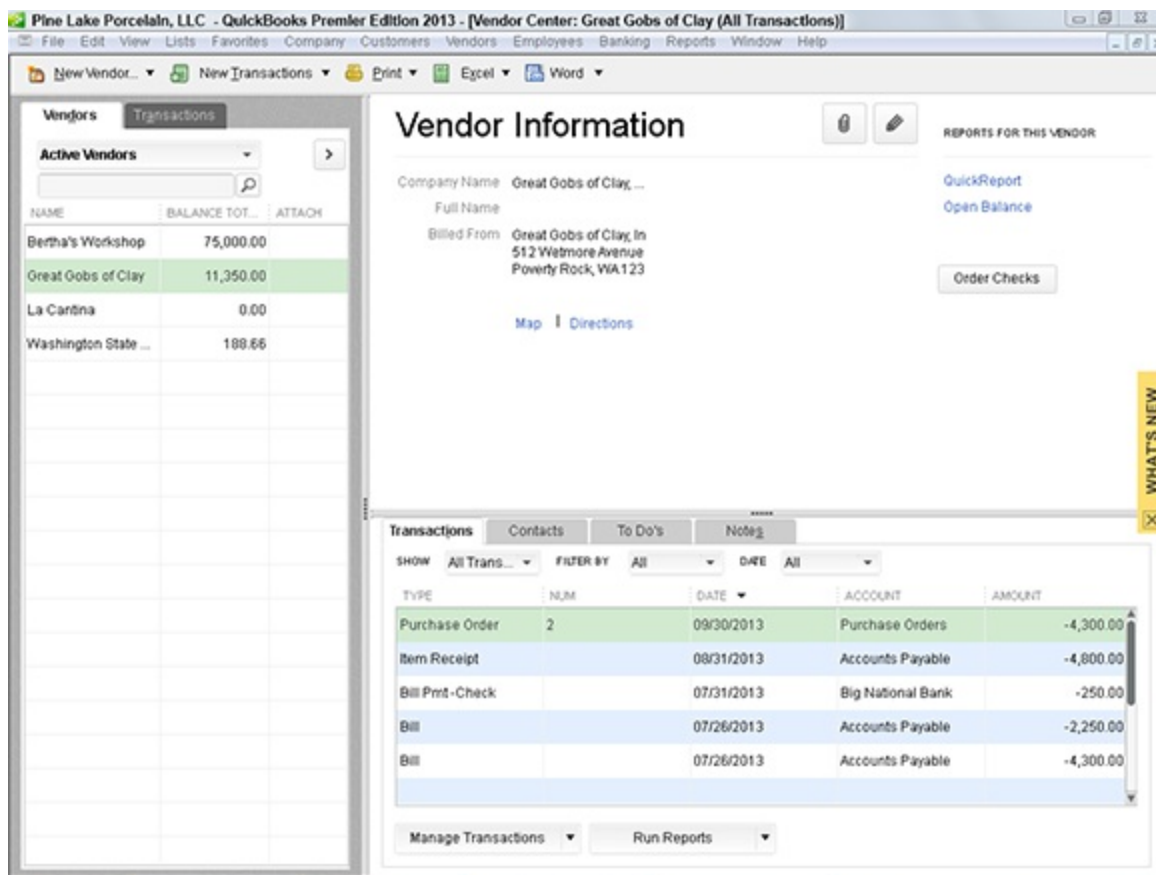 Pine Lake Porcelain, LLC - QuickBooks Premier Edition 2013 - [Vendor Center: Great Gobs of Clay (All Transactions)]
File Edit View Lists Favorites Company Customers Vendors Employees Banking Reports Window Help
New Vendor... New Transactions Print Excel Word
Vendors Transactions
Active Vendors
NAME BALANCE TOT... ATTACH
Bertha's Workshop 75,000.00
Great Gobs of Clay 11,350.00
La Cantina 0.00
Washington State ... 188.66
Vendor Information
Company Name Great Gobs of Clay, ...
Full Name
Billed From Great Gobs of Clay, In
512 Wetmore Avenue
Poverty Rock, WA 123
Map | Directions
REPORTS FOR THIS VENDOR
QuickReport
Open Balance
Order Checks
WHAT'S NEW
Transactions Contacts To Do's Notes
SHOW All Trans... FILTER BY All DATE All
TYPE NUM DATE ACCOUNT AMOUNT
Purchase Order 2 09/30/2013 Purchase Orders -4,300.00
Item Receipt 08/31/2013 Accounts Payable -4,800.00
Bill Pmt -Check 07/31/2013 Big National Bank -250.00
Bill 07/26/2013 Accounts Payable -2,250.00
Bill 07/26/2013 Accounts Payable -4,300.00
Manage Transactions Run Reports